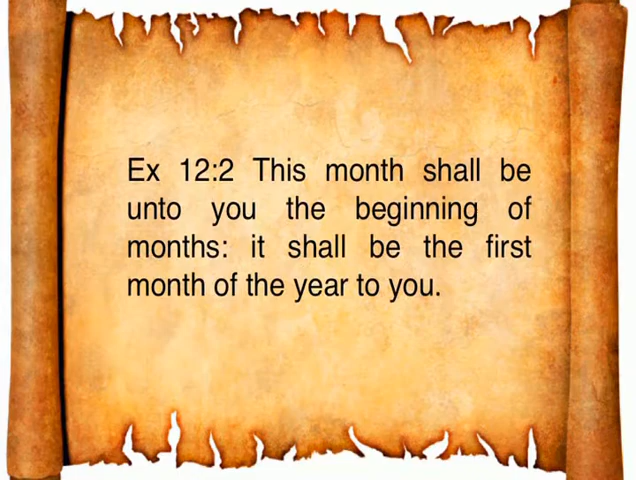 Ex 12:2 This month shall be
unto you the beginning of
months: it shall be the first
month of the year to you.